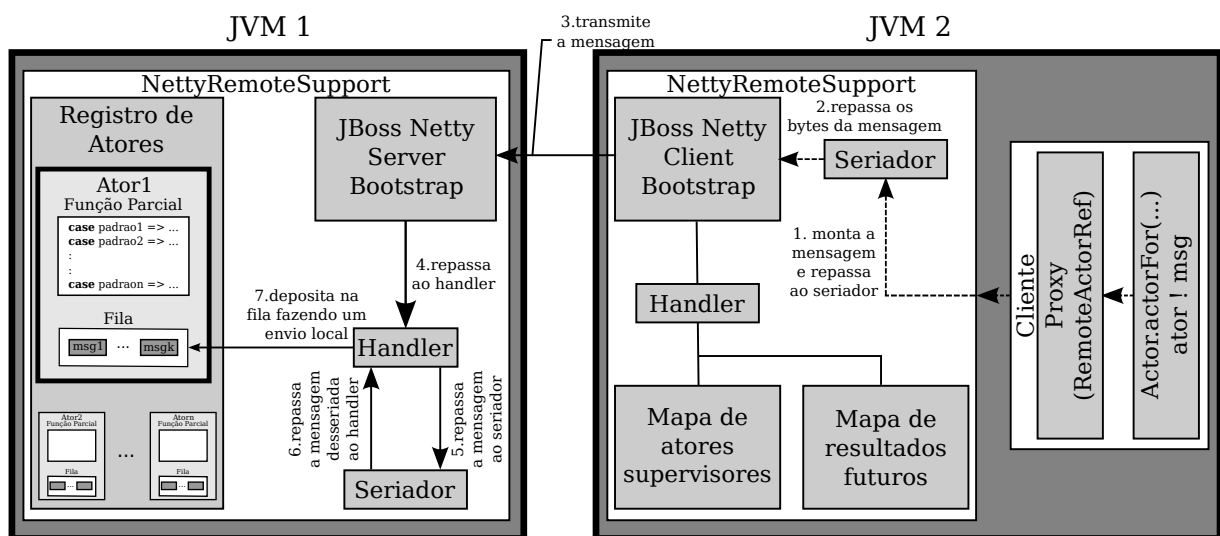 JVM 1
NettyRemoteSupport
Registro de
Atores
Ator1
Função Parcial
case padrao1 => ...
case padrao2 => ...
:
:
case padraon => ...
Fila
msg1 ... msgk
Ator2
Função Parcial
Fila
...
...
Atorn
Função Parcial
Fila
...
JBoss Netty
Server
Bootstrap
4.repassa
ao handler
7.deposita na
fila fazendo um
envio local
Handler
6.repassa
a mensagem
desseriada
ao handler
5.repassa
a mensagem
ao seriador
Seriador
3.transmite
a mensagem
JVM 2
NettyRemoteSupport
JBoss Netty
Client
Bootstrap
2.repassa os
bytes da mensagem
Seriador
1. monta a
mensagem
e repassa
ao seriador
Handler
Mapa de
atores
supervisores
Mapa de
resultados
futuros
Cliente
Proxy
(RemoteActorRef)
Actor.actorFor(...)
ator ! msg